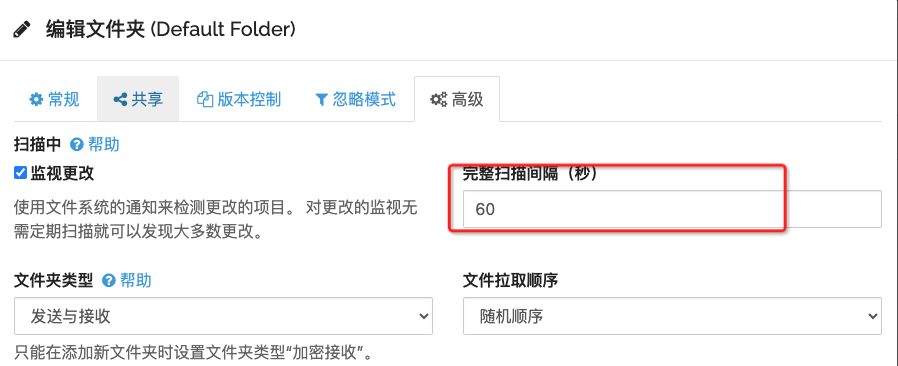 编辑文件夹 (Default Folder)
常规 共享 版本控制 忽略模式 高级
扫描中 帮助
监视更改
使用文件系统的通知来检测更改的项目。 对更改的监视无
需定期扫描就可以发现大多数更改。
完整扫描间隔（秒）
60
文件夹类型 帮助
发送与接收
只能在添加新文件夹时设置文件夹类型“加密接收”。
文件拉取顺序
随机顺序